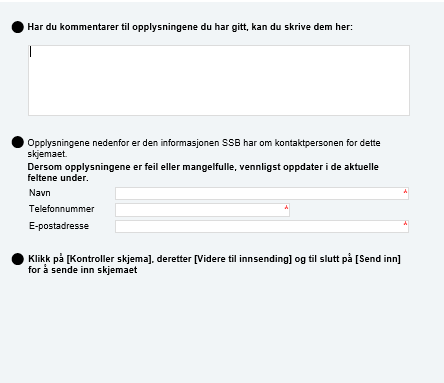 Har du kommentarer til opplysningene du har gitt, kan du skrive dem her:
Opplysningene nedenfor er den informasjonen SSB har om kontaktpersonen for dette
skjemaet.
Dersom opplysningene er feil eller mangelfulle, vennligst oppdater i de aktuelle
feltene under.
Navn
Telefonnummer
E-postadresse
Klikk på [Kontroller skjema], deretter [Videre til innsending] og til slutt på [Send inn]
for å sende inn skjemaet